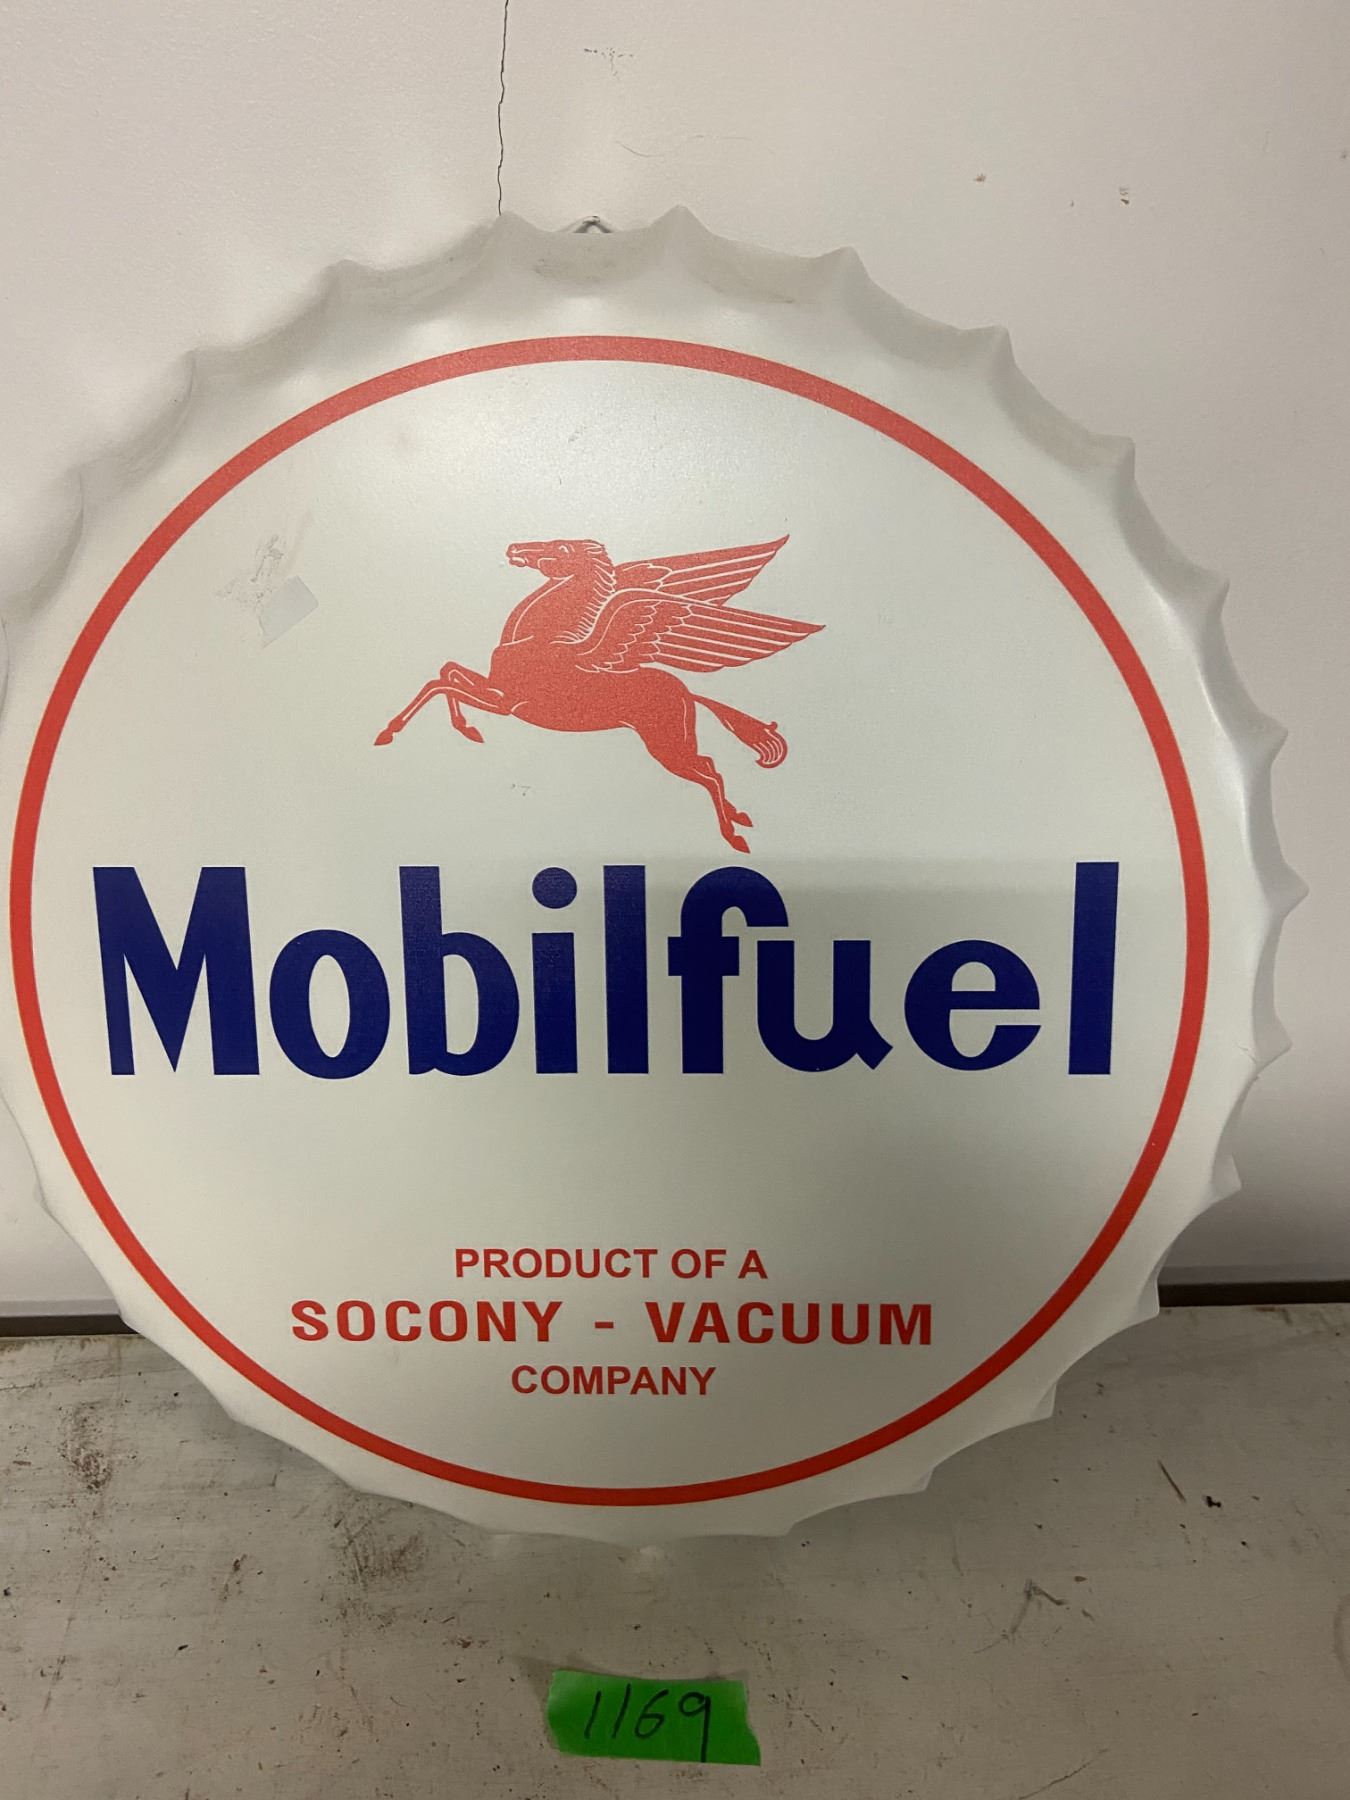 Mobilfuel
PRODUCT OF A
SOCONY - VACUUM
COMPANY
1169